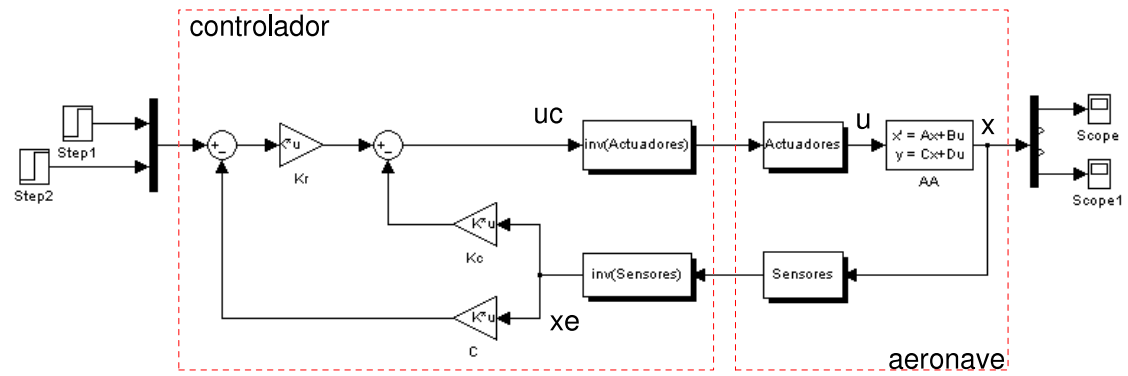 controlador
uc
u
x
Step1
Step2
+
-
K*u
Kr
+
-
inv(Actuadores)
Actuadores
x' = Ax+Bu
y = Cx+Du
AA
Scope
Scope1
K*u
Kc
inv(Sensores)
Sensores
K*u
C
xe
aeronave